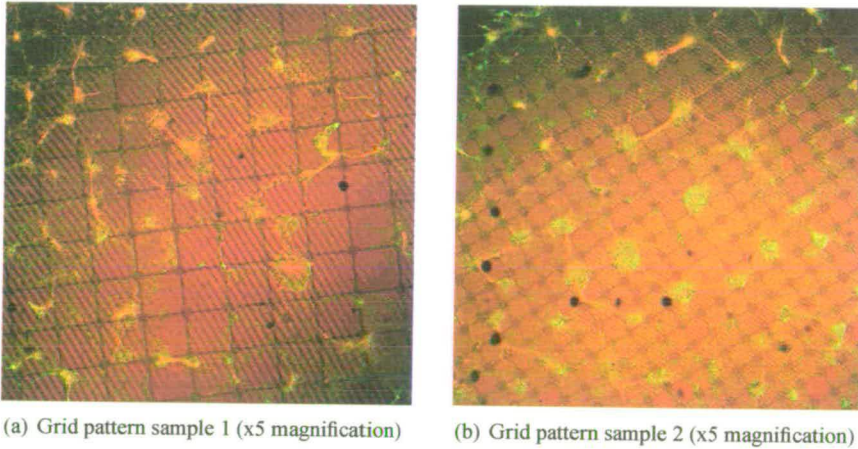 (a) Grid pattern sample 1 (x5 magnification)
(b) Grid pattern sample 2 (x5 magnification)